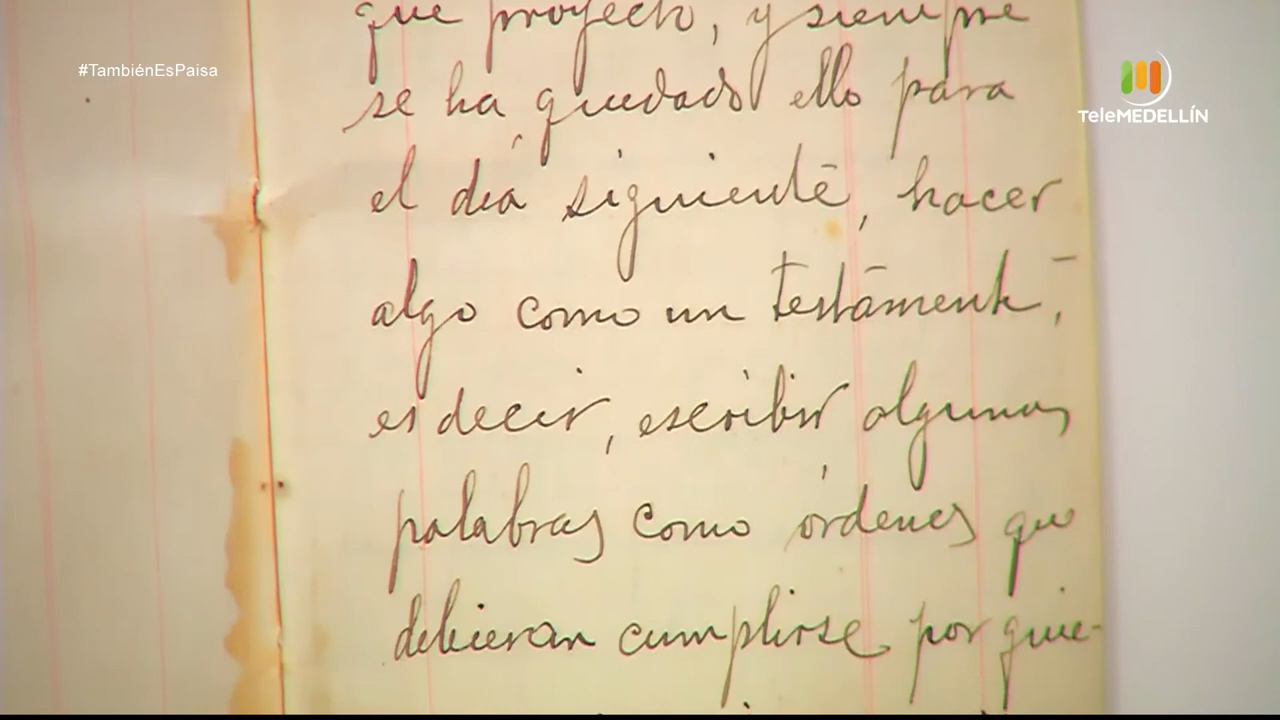 #TambiénEsPaisa
TeleMEDELLÍN
que proyecto, y siempre
se ha quedado ello para
el día siguiente, hacer
algo como un testamento,
es decir, escribir algunas
palabras como órdenes que
debieran cumplirse por quie-